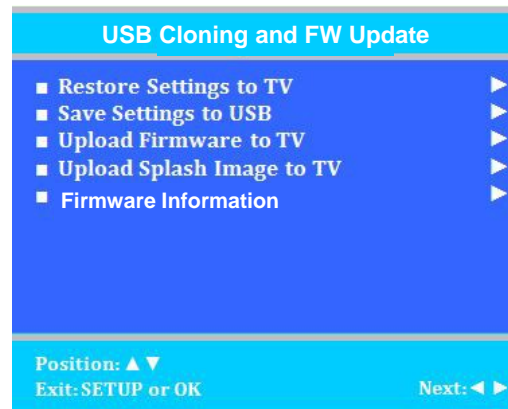 USB Cloning and FW Update
■ Restore Settings to TV ▶
■ Save Settings to USB ▶
■ Upload Firmware to TV ▶
■ Upload Splash Image to TV ▶
■ Firmware Information ▶
Position: ▲ ▼
Exit: SETUP or OK Next: ◀ ▶